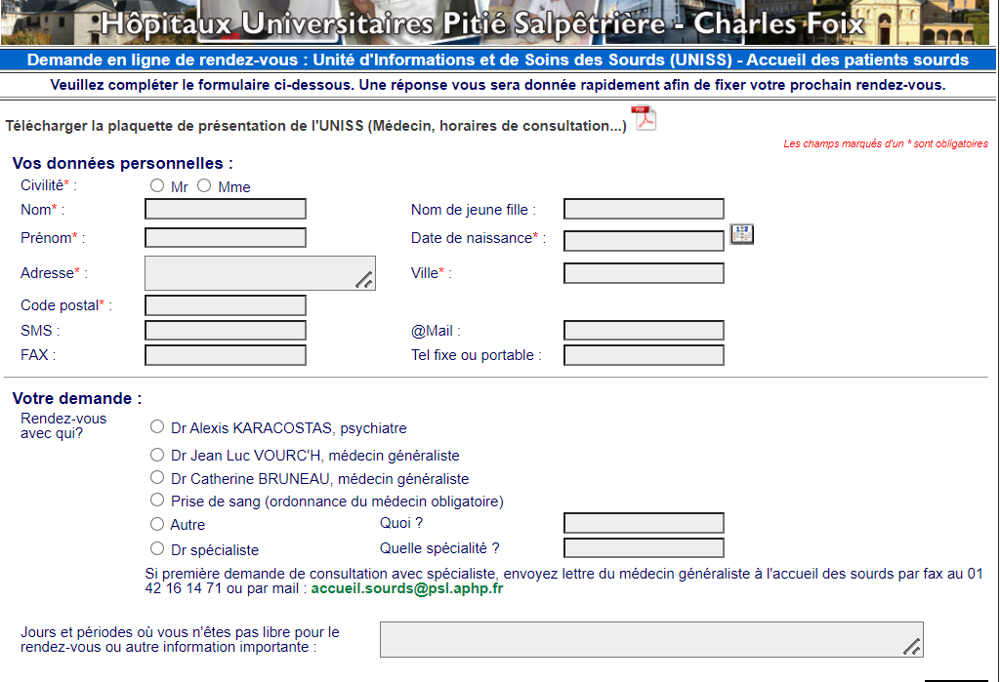 Hôpitaux Universitaires Pitié Salpêtrière - Charles Foix
Demande en ligne de rendez-vous : Unité d'Informations et de Soins des Sourds (UNISS) - Accueil des patients sourds
Veuillez compléter le formulaire ci-dessous. Une réponse vous sera donnée rapidement afin de fixer votre prochain rendez-vous.
Télécharger la plaquette de présentation de l'UNISS (Médecin, horaires de consultation...) PDF
Les champs marqués d'un * sont obligatoires
Vos données personnelles :
Civilité* : Mr Mme
Nom* : Nom de jeune fille :
Prénom* : Date de naissance* :
Adresse* : Ville* :
Code postal* :
SMS : @Mail :
FAX : Tel fixe ou portable :
Votre demande :
Rendez-vous
avec qui?
Dr Alexis KARACOSTAS, psychiatre
Dr Jean Luc VOURC'H, médecin généraliste
Dr Catherine BRUNEAU, médecin généraliste
Prise de sang (ordonnance du médecin obligatoire)
Autre Quoi ?
Dr spécialiste Quelle spécialité ?
Si première demande de consultation avec spécialiste, envoyez lettre du médecin généraliste à l'accueil des sourds par fax au 01
42 16 14 71 ou par mail : accueil.sourds@psl.aphp.fr
Jours et périodes où vous n'êtes pas libre pour le
rendez-vous ou autre information importante :